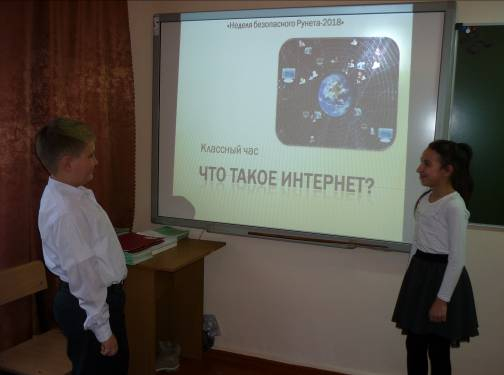 «Неделя безопасного Рунета-2018»
Классный час
ЧТО ТАКОЕ ИНТЕРНЕТ?